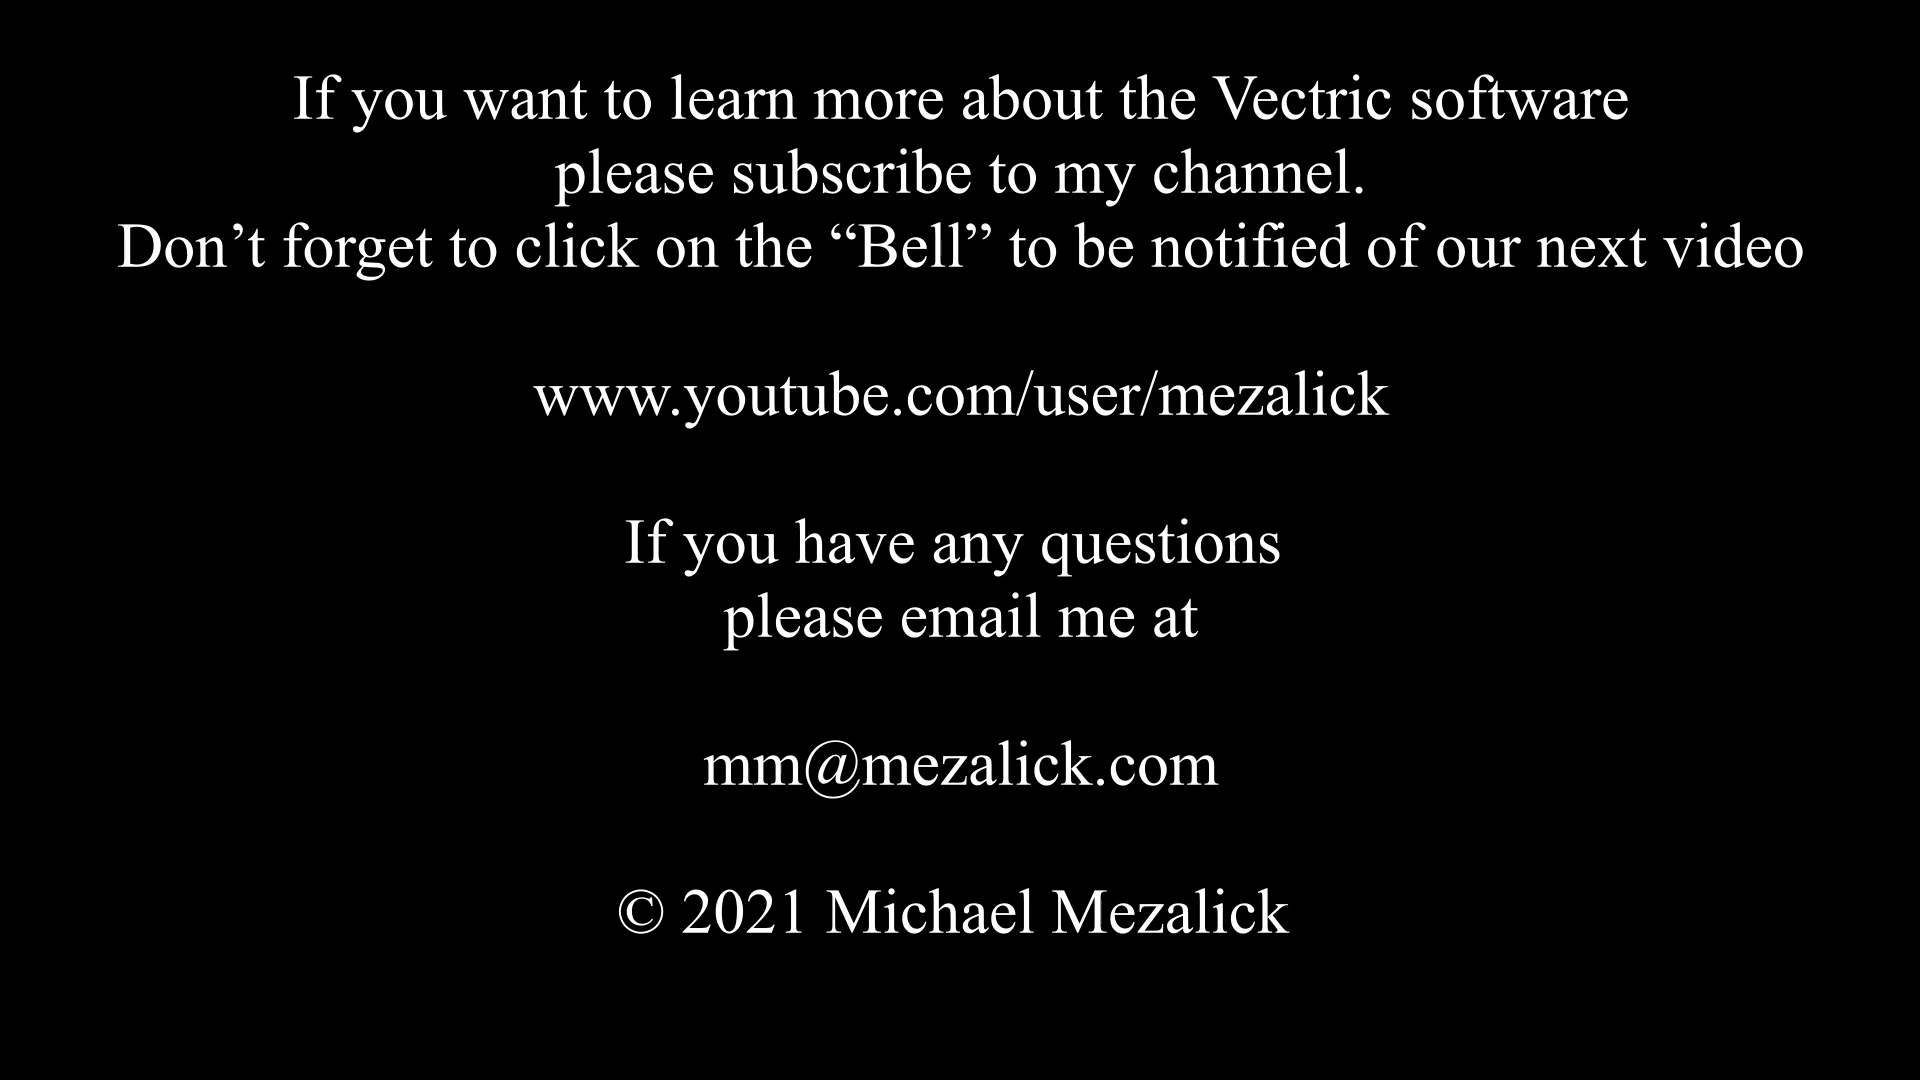 If you want to learn more about the Vectric software
please subscribe to my channel.
Don’t forget to click on the “Bell” to be notified of our next video
www.youtube.com/user/mezalick
If you have any questions
please email me at
mm@mezalick.com
© 2021 Michael Mezalick